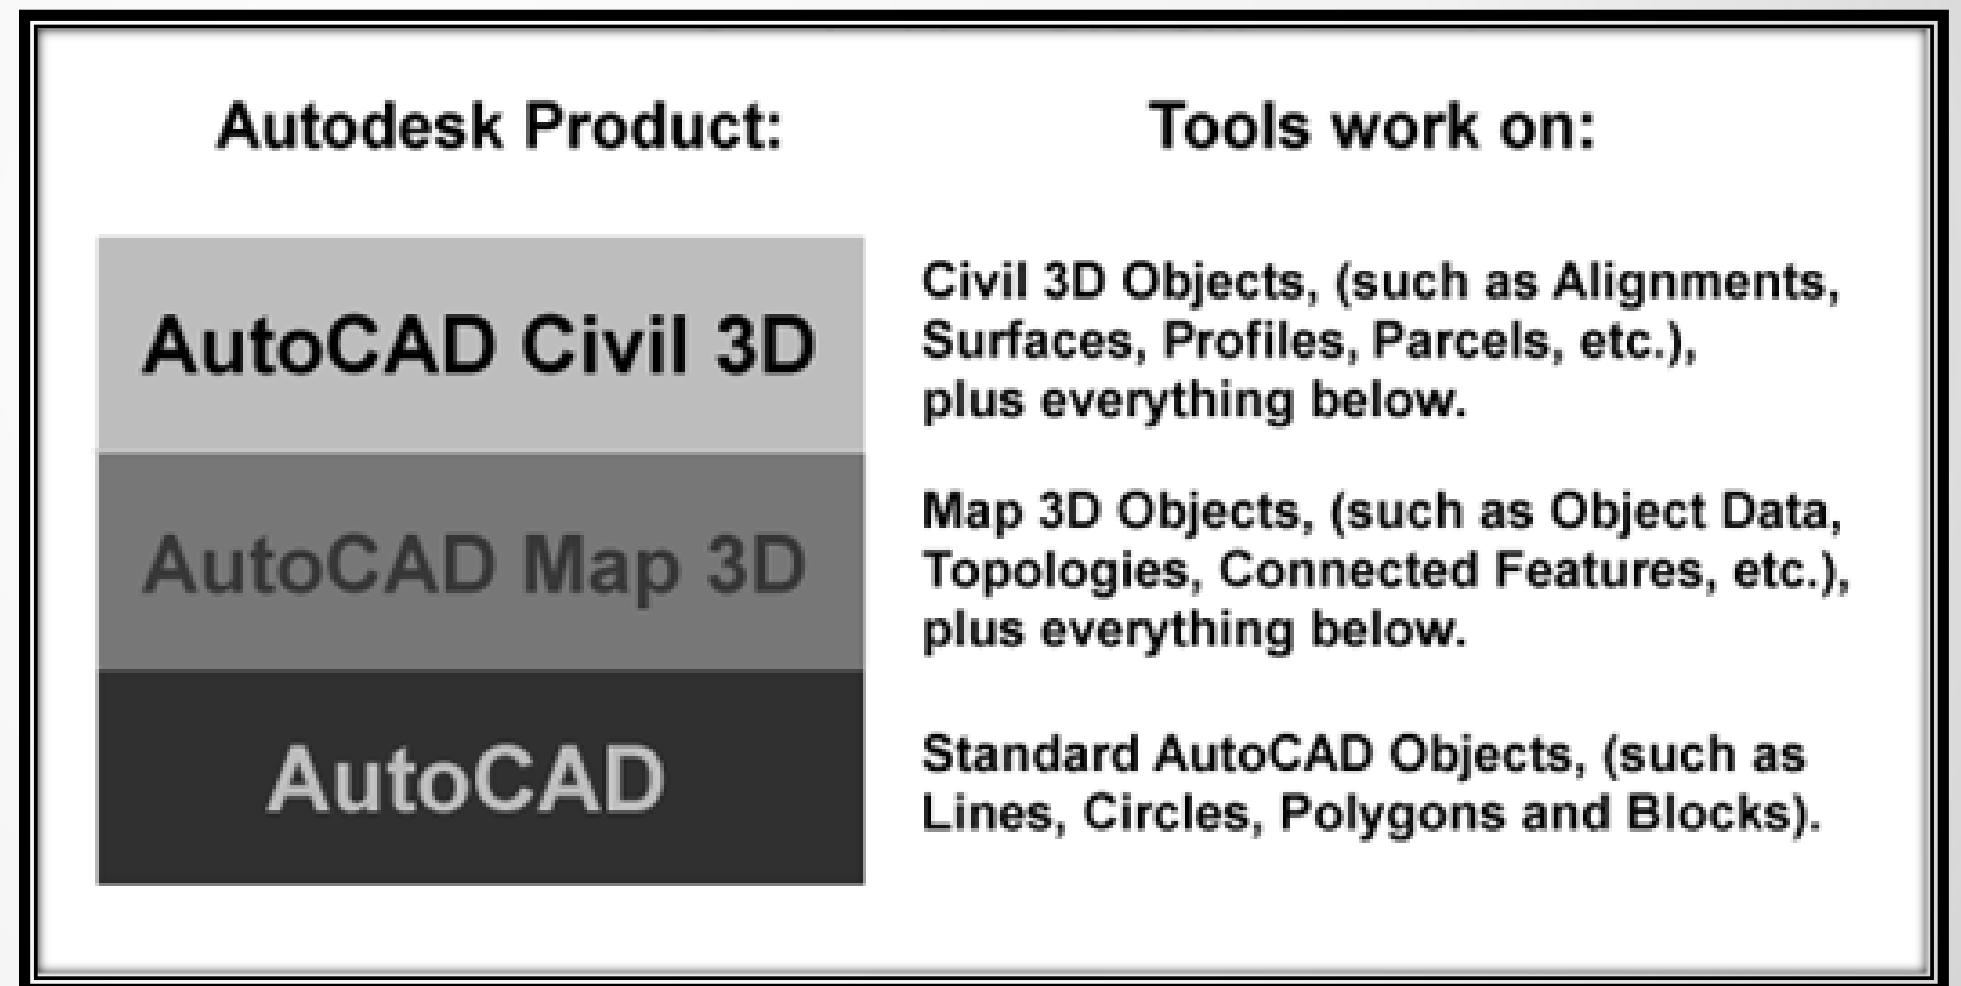 Autodesk Product:
Tools work on:
AutoCAD Civil 3D
Civil 3D Objects, (such as Alignments,
Surfaces, Profiles, Parcels, etc.),
plus everything below.
AutoCAD Map 3D
Map 3D Objects, (such as Object Data,
Topologies, Connected Features, etc.),
plus everything below.
AutoCAD
Standard AutoCAD Objects, (such as
Lines, Circles, Polygons and Blocks).